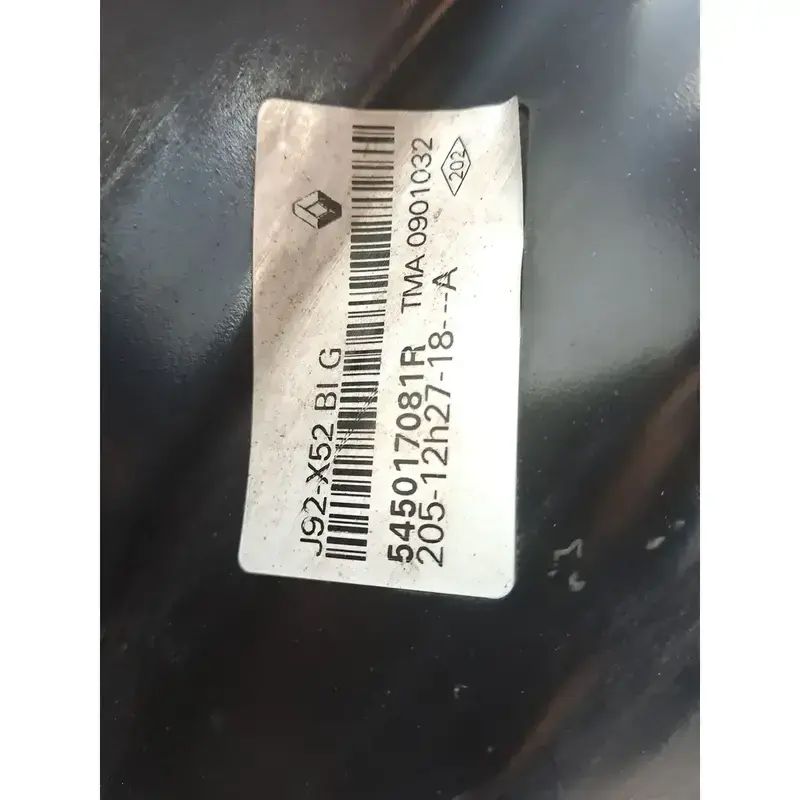 J92-X52 BI G
545017081R TMA 0901032
205-12h27-18---A
202